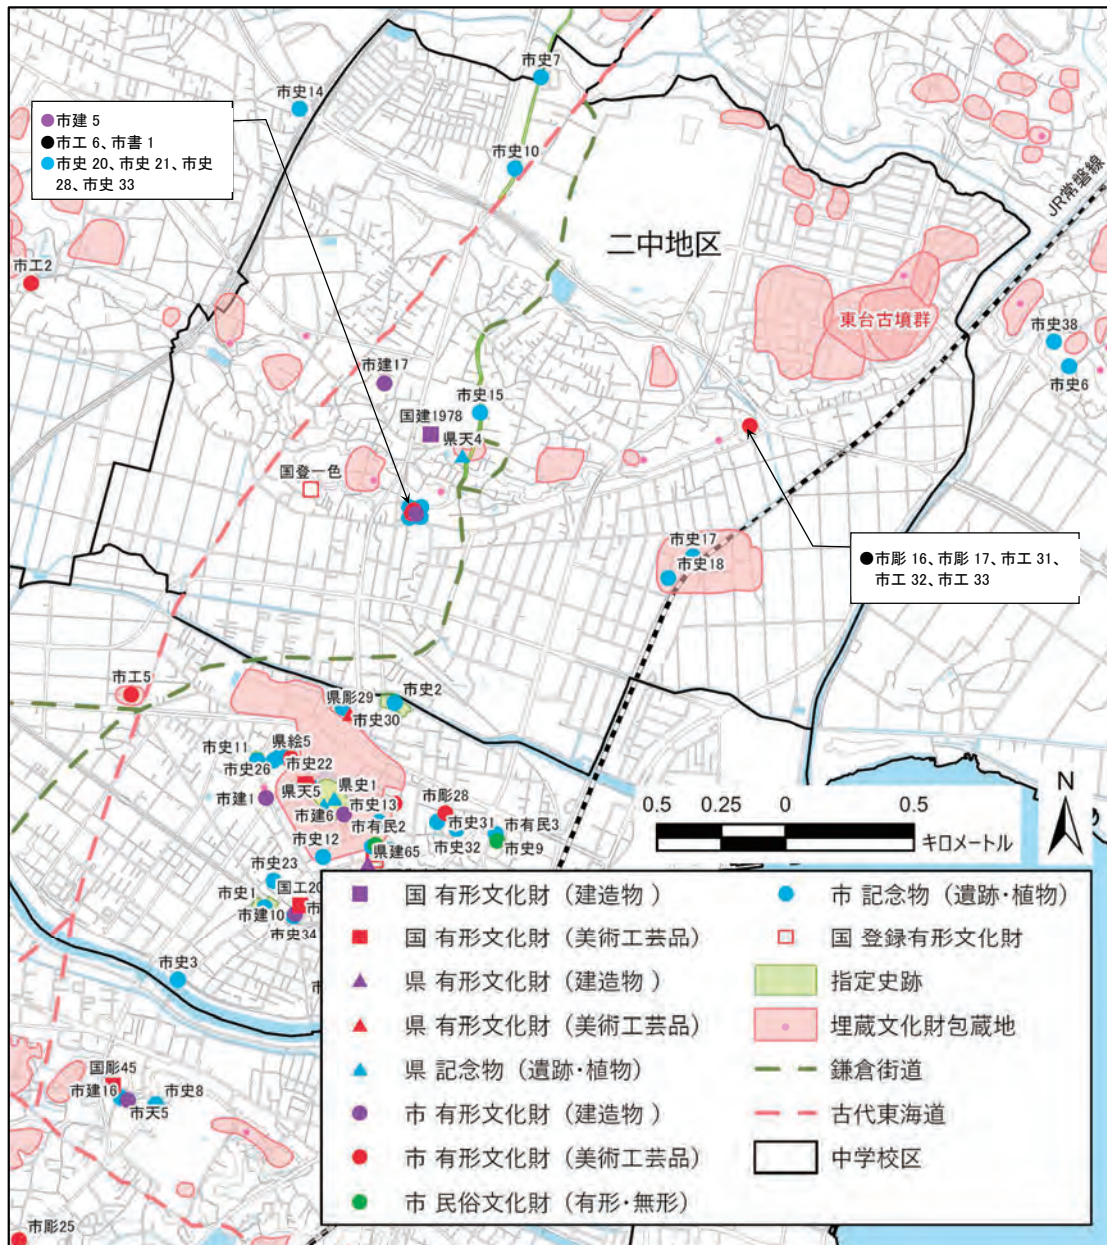 市史7
市史14
● 市建 5
● 市工 6、市書 1
● 市史 20、市史 21、市史
28、市史 33
市史10
JR常磐線
二中地区
市工2
東台古墳群
市史38
市史6
市建17
市史15
国建1978
県天4
国登一色
市史17
市史18
● 市彫 16、市彫 17、市工 31、
市工 32、市工 33
市工5
市史2
県彫29
市史30
県絵5
市史11
市史22
市史26
県史1
県天5
市建1
市史13
市建6
市彫28
市有民2
市史31
市有民3
市史32
市史9
県建65
市史12
市史23
国工20
市史1
市建10
市史34
市史3
国彫45
市建16
市史8
市天5
市彫25
N
0.5 0.25 0 0.5
キロメートル
国 有形文化財（建造物 ）
国 有形文化財（美術工芸品）
県 有形文化財（建造物 ）
県 有形文化財（美術工芸品）
県 記念物（遺跡・植物）
市 有形文化財（建造物 ）
市 有形文化財（美術工芸品）
市 民俗文化財（有形・無形）
市 記念物（遺跡・植物）
国 登録有形文化財
指定史跡
埋蔵文化財包蔵地
鎌倉街道
古代東海道
中学校区